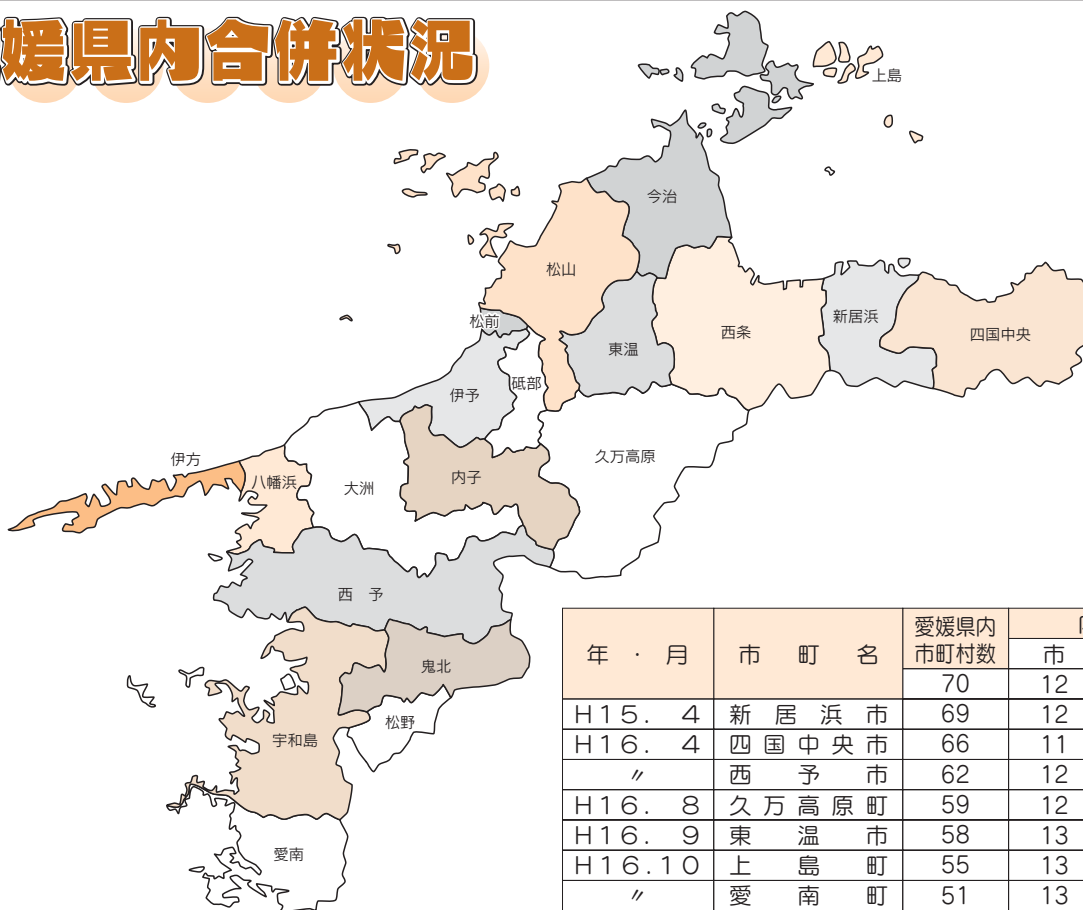 媛県内合併状況
上島
今治
松山
松前
東温
西条
新居浜
四国中央
砥部
伊予
久万高原
伊方
八幡浜
大洲
内子
西 予
鬼北
松野
宇和島
愛南
年 ・ 月 市 町 名 愛媛県内市町村数 市
70 12
H15. 4 新居浜市 69 12
H16. 4 四国中央市 66 11
〃 西予市 62 12
H16. 8 久万高原町 59 12
H16. 9 東温市 58 13
H16.10 上島町 55 13
〃 愛南町 51 13